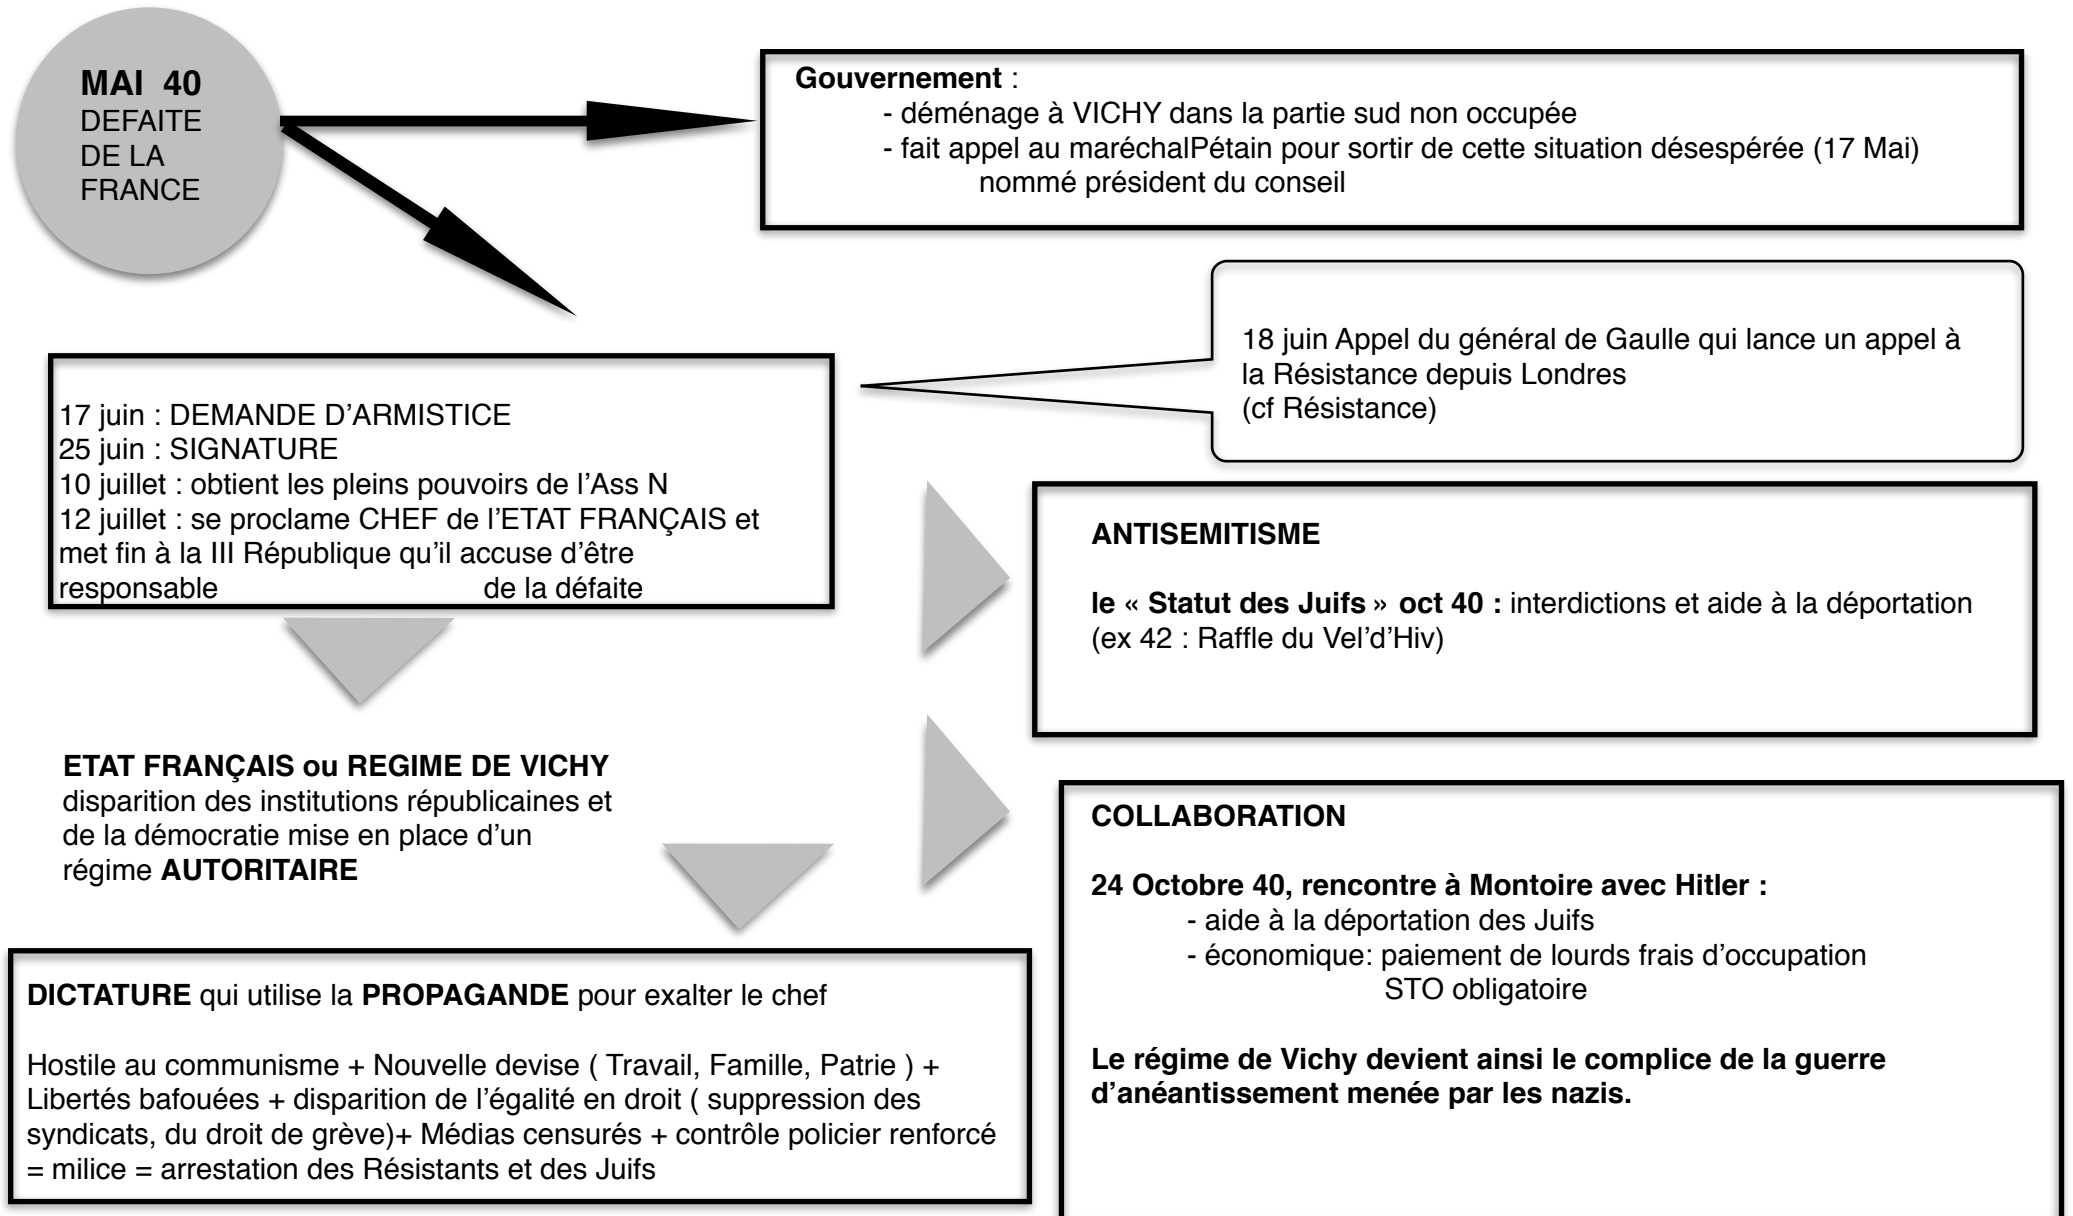 MAI 40
DEFAITE
DE LA
FRANCE
Gouvernement :
- déménage à VICHY dans la partie sud non occupée
- fait appel au maréchalPétain pour sortir de cette situation désespérée (17 Mai)
nommé président du conseil
18 juin Appel du général de Gaulle qui lance un appel à
la Résistance depuis Londres
(cf Résistance)
17 juin : DEMANDE D’ARMISTICE
25 juin : SIGNATURE
10 juillet : obtient les pleins pouvoirs de l’Ass N
12 juillet : se proclame CHEF de l’ETAT FRANÇAIS et
met fin à la III République qu’il accuse d’être
responsable de la défaite
ANTISEMITISME
le « Statut des Juifs » oct 40 : interdictions et aide à la déportation
(ex 42 : Raffle du Vel’d’Hiv)
ETAT FRANÇAIS ou REGIME DE VICHY
disparition des institutions républicaines et
de la démocratie mise en place d’un
régime AUTORITAIRE
COLLABORATION
24 Octobre 40, rencontre à Montoire avec Hitler :
- aide à la déportation des Juifs
- économique: paiement de lourds frais d’occupation
STO obligatoire
Le régime de Vichy devient ainsi le complice de la guerre
d’anéantissement menée par les nazis.
DICTATURE qui utilise la PROPAGANDE pour exalter le chef
Hostile au communisme + Nouvelle devise ( Travail, Famille, Patrie ) +
Libertés bafouées + disparition de l’égalité en droit ( suppression des
syndicats, du droit de grève)+ Médias censurés + contrôle policier renforcé
= milice = arrestation des Résistants et des Juifs